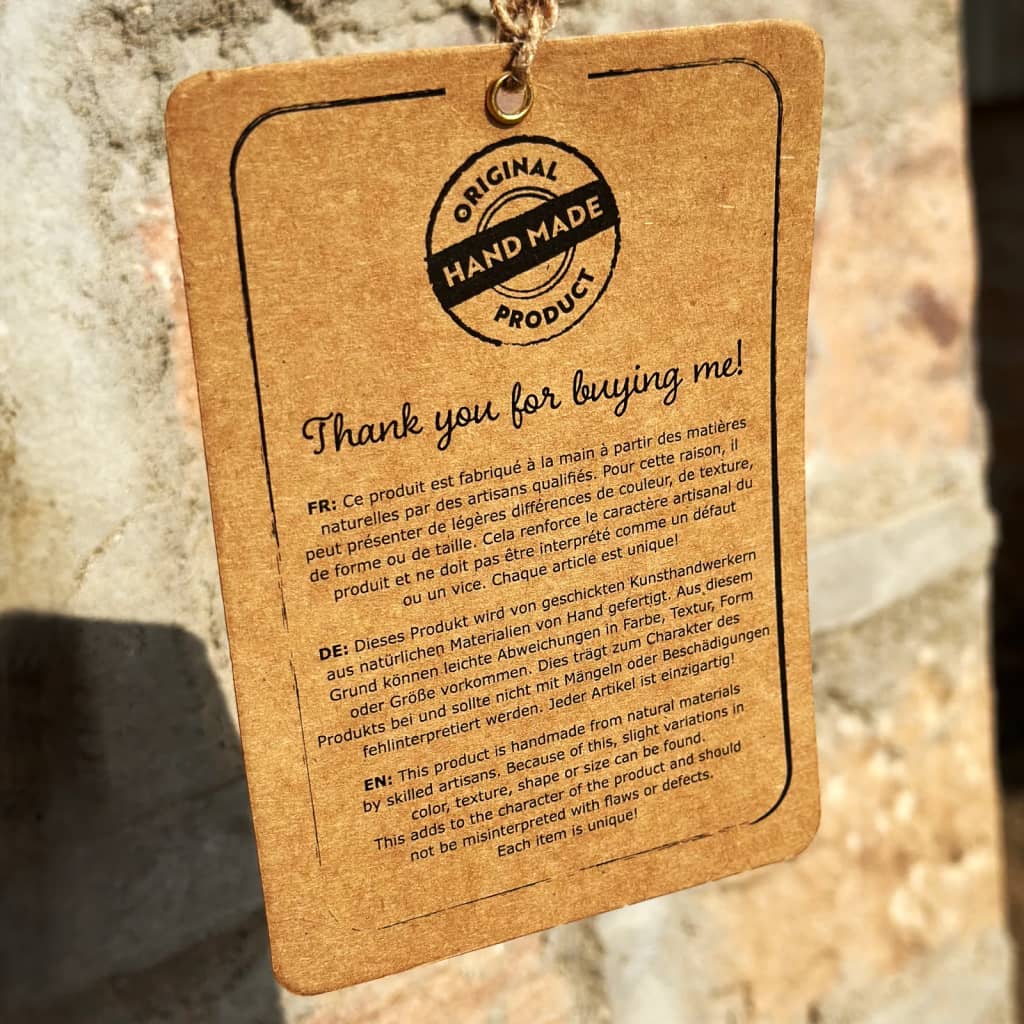 ORIGINAL
HAND MADE
PRODUCT
Thank you for buying me!
FR: Ce produit est fabriqué à la main à partir des matières
naturelles par des artisans qualifiés. Pour cette raison, il
peut présenter de légères différences de couleur, de texture,
de forme ou de taille. Cela renforce le caractère artisanal du
produit et ne doit pas être interprété comme un défaut
ou un vice. Chaque article est unique!
DE: Dieses Produkt wird von geschickten Kunsthandwerkern
aus natürlichen Materialien von Hand gefertigt. Aus diesem
Grund können leichte Abweichungen in Farbe, Textur, Form
oder Größe vorkommen. Dies trägt zum Charakter des
Produkts bei und sollte nicht mit Mängeln oder Beschädigungen
fehlinterpretiert werden. Jeder Artikel ist einzigartig!
EN: This product is handmade from natural materials
by skilled artisans. Because of this, slight variations in
color, texture, shape or size can be found.
This adds to the character of the product and should
not be misinterpreted with flaws or defects.
Each item is unique!